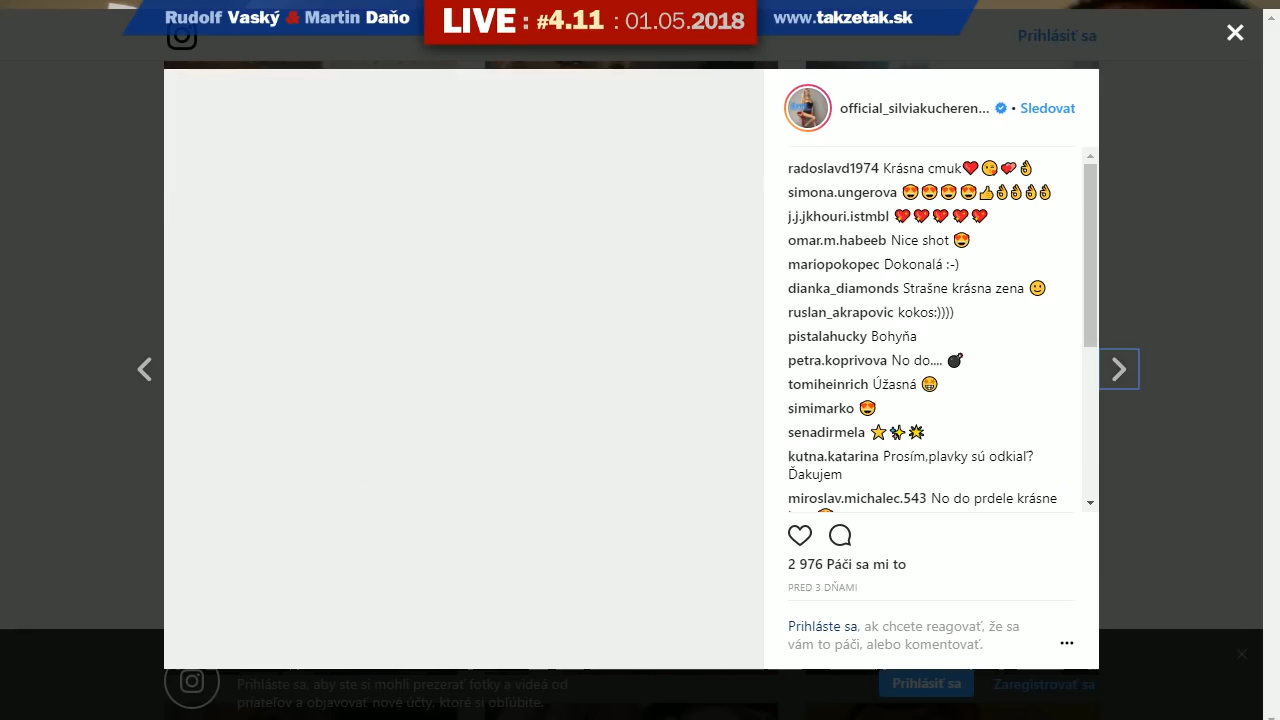 Rudolf Vaský & Martin Daňo
LIVE : #4.11 : 01.05.2018
www.takzetak.sk
Prihlásiť sa
official_silviakucheren... • Sledovat
radoslavd1974 Krásna cmuk❤️😘💕👌
simona.ungerova 😍😍😍😍👍👌👌👌👌
j.j.jkhouri.istmbl 💖💖💖💖💖
omar.m.habeeb Nice shot 😍
mariopokopec Dokonalá :-)
dianka_diamonds Strašne krásna zena 🙂
ruslan_akrapovic kokos:))))
pistalahucky Bohyňa
petra.koprivova No do.... 💣
tomiheinrich Úžasná 😁
simimarko 😍
senadirmela ⭐✨🌟
kutna.katarina Prosím,plavky sú odkiaľ?
Ďakujem
miroslav.michalec.543 No do prdele krásne
2 976 Páči sa mi to
PRED 3 DŇAMI
Prihláste sa, ak chcete reagovať, že sa
vám to páči, alebo komentovať.
Prihláste sa, aby ste si mohli prezerať fotky a videá od
priateľov a objavovať nové účty, ktoré si obľúbite.
Prihlásiť sa
Zaregistrovať sa